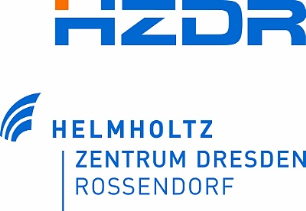 HZDR
HELMHOLTZ
ZENTRUM DRESDEN
ROSSENDORF